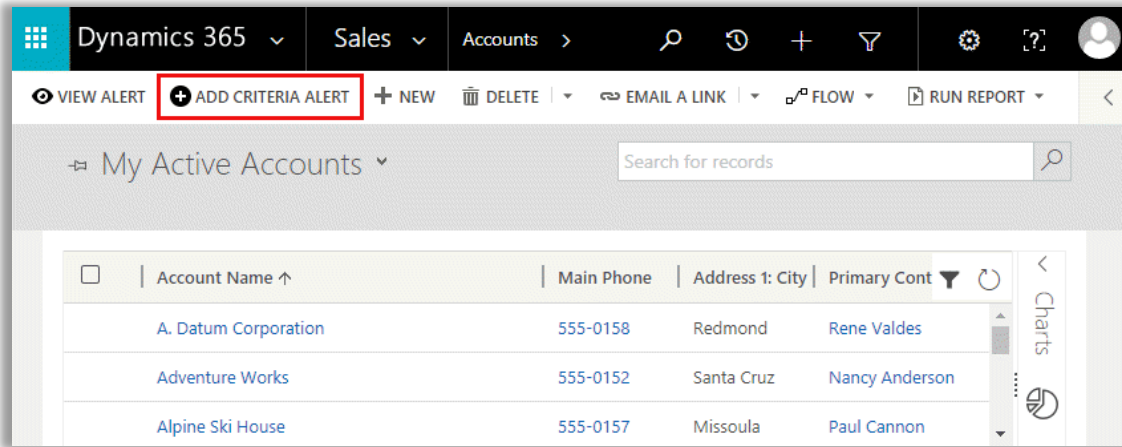 Dynamics 365 Sales Accounts >
VIEW ALERT ADD CRITERIA ALERT + NEW DELETE EMAIL A LINK FLOW RUN REPORT
My Active Accounts
Search for records
Account Name ↑ Main Phone Address 1: City Primary Cont
A. Datum Corporation 555-0158 Redmond Rene Valdes
Adventure Works 555-0152 Santa Cruz Nancy Anderson
Alpine Ski House 555-0157 Missoula Paul Cannon
Charts